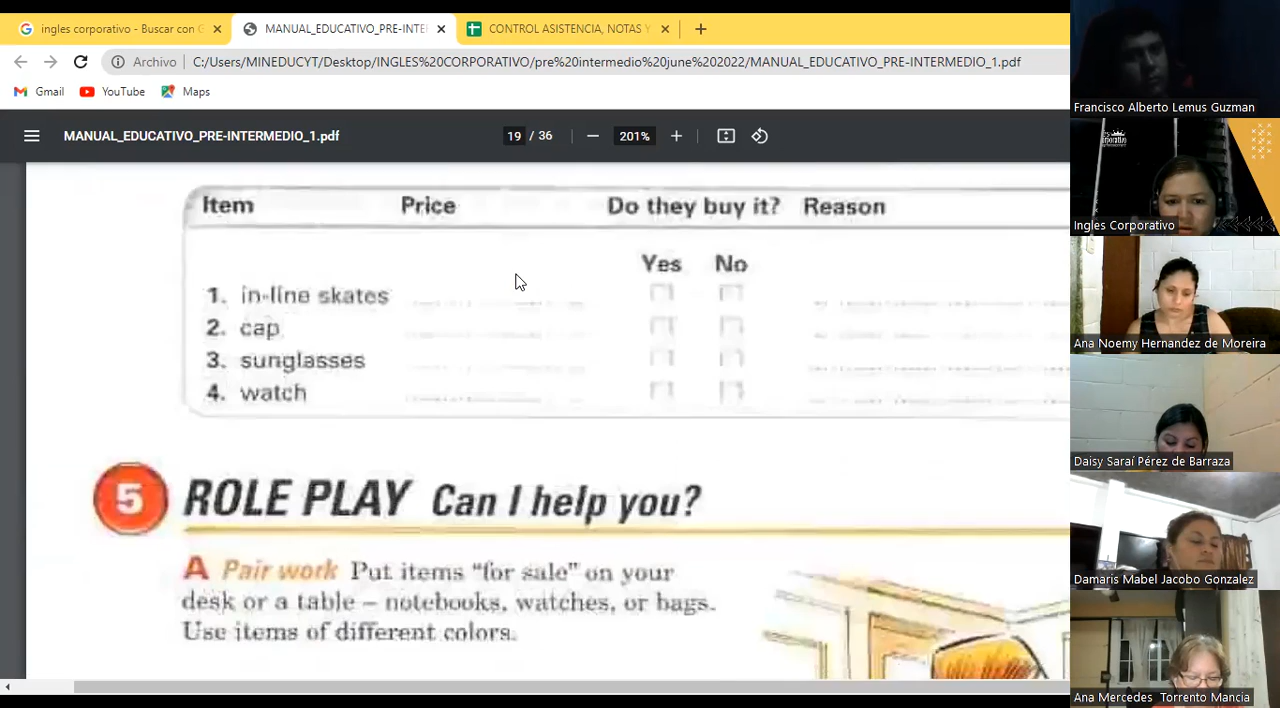 ingles corporativo - Buscar con G
MANUAL_EDUCATIVO_PRE-INTE
CONTROL ASISTENCIA, NOTAS Y
Archivo
C:/Users/MINEDUCYT/Desktop/INGLES%20CORPORATIVO/pre%20intermedio%20june%202022/MANUAL_EDUCATIVO_PRE-INTERMEDIO_1.pdf
Gmail
YouTube
Maps
MANUAL_EDUCATIVO_PRE-INTERMEDIO_1.pdf
19 / 36
201%
Item Price Do they buy it? Reason
Yes No
1. in-line skates
2. cap
3. sunglasses
4. watch
5 ROLE PLAY Can I help you?
A Pair work Put items "for sale" on your
desk or a table – notebooks, watches, or bags.
Use items of different colors.
Francisco Alberto Lemus Guzman
Ingles Corporativo
Ana Noemy Hernandez de Moreira
Daisy Saraí Pérez de Barraza
Damaris Mabel Jacobo Gonzalez
Ana Mercedes Torrento Mancia